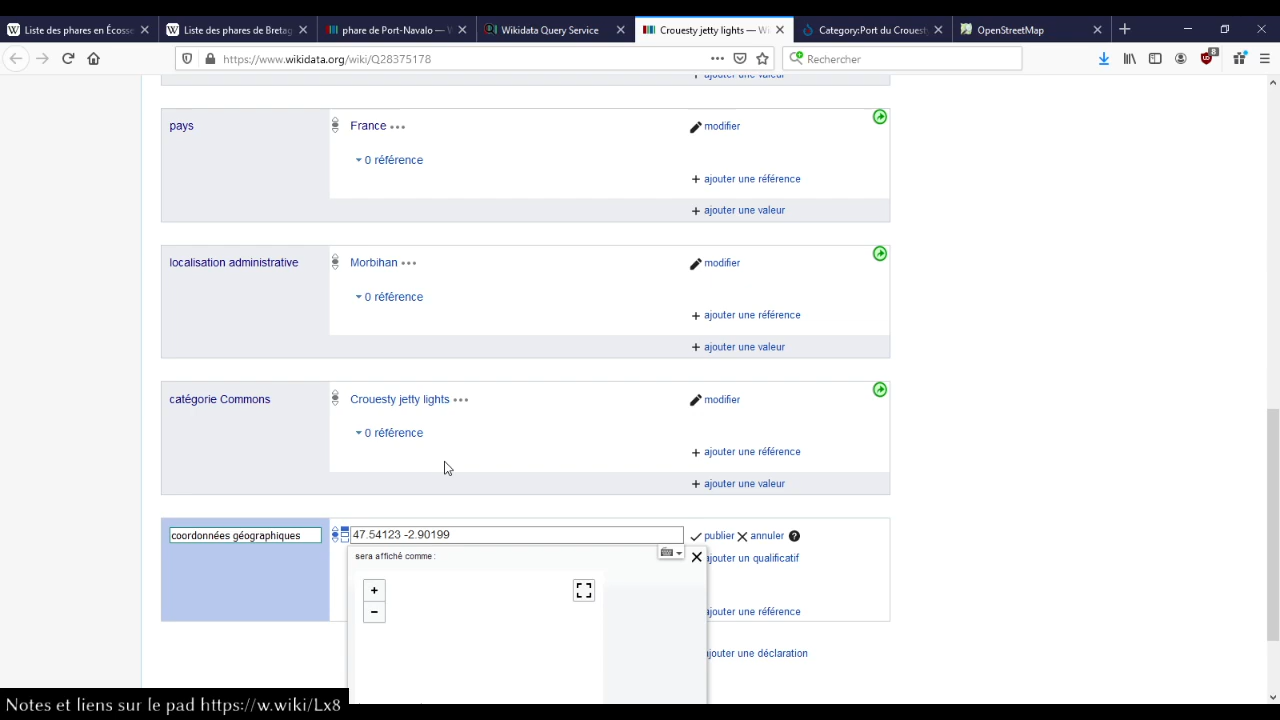 Liste des phares en Écosse
Liste des phares de Bretag
phare de Port-Navalo — W
Wikidata Query Service
Crouesty jetty lights — Wi
Category:Port du Crouest
OpenStreetMap
https://www.wikidata.org/wiki/Q28375178
Rechercher
8
ajouter une valeur
pays
France
modifier
0 référence
ajouter une référence
ajouter une valeur
localisation administrative
Morbihan
modifier
0 référence
ajouter une référence
ajouter une valeur
catégorie Commons
Crouesty jetty lights
modifier
0 référence
ajouter une référence
ajouter une valeur
coordonnées géographiques
47.54123 -2.90199
publier
annuler
sera affiché comme :
ajouter un qualificatif
+
−
ajouter une référence
ajouter une déclaration
Notes et liens sur le pad https://w.wiki/Lx8